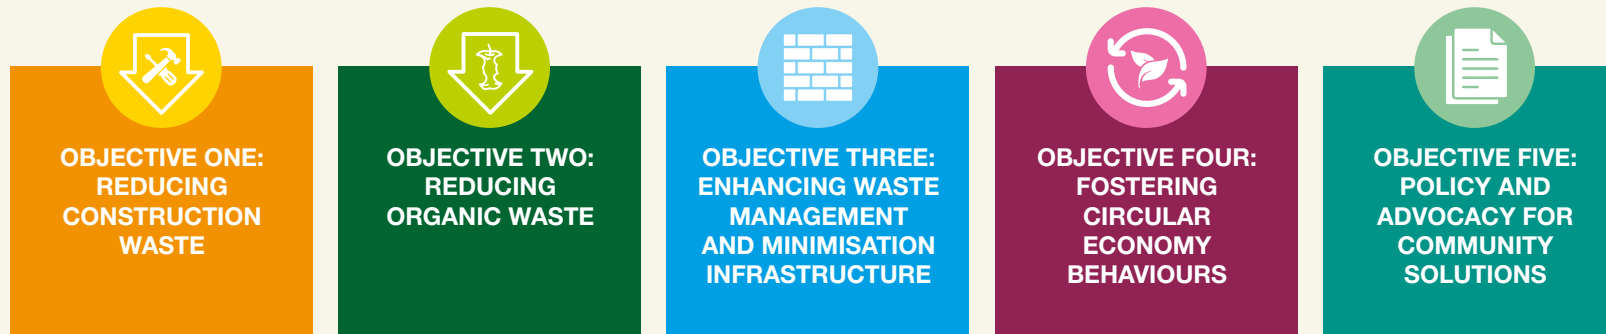 OBJECTIVE ONE:
REDUCING
CONSTRUCTION
WASTE
OBJECTIVE TWO:
REDUCING
ORGANIC WASTE
OBJECTIVE THREE:
ENHANCING WASTE
MANAGEMENT
AND MINIMISATION
INFRASTRUCTURE
OBJECTIVE FOUR:
FOSTERING
CIRCULAR
ECONOMY
BEHAVIOURS
OBJECTIVE FIVE:
POLICY AND
ADVOCACY FOR
COMMUNITY
SOLUTIONS